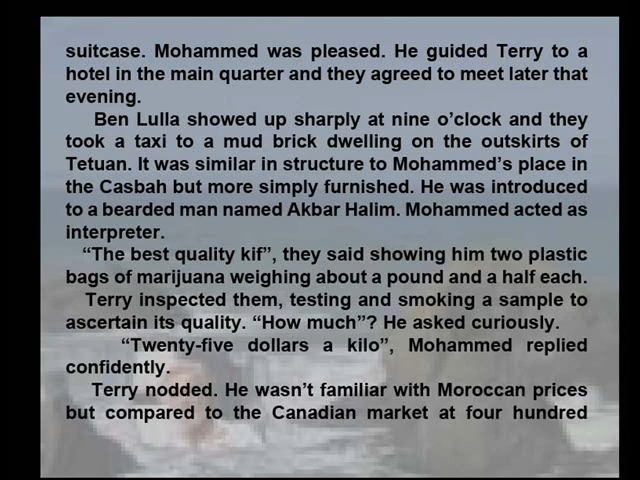 suitcase. Mohammed was pleased. He guided Terry to a
hotel in the main quarter and they agreed to meet later that
evening.
Ben Lulla showed up sharply at nine o’clock and they
took a taxi to a mud brick dwelling on the outskirts of
Tetuan. It was similar in structure to Mohammed’s place in
the Casbah but more simply furnished. He was introduced
to a bearded man named Akbar Halim. Mohammed acted as
interpreter.
“The best quality kif”, they said showing him two plastic
bags of marijuana weighing about a pound and a half each.
Terry inspected them, testing and smoking a sample to
ascertain its quality. “How much”? He asked curiously.
“Twenty-five dollars a kilo”, Mohammed replied
confidently.
Terry nodded. He wasn’t familiar with Moroccan prices
but compared to the Canadian market at four hundred